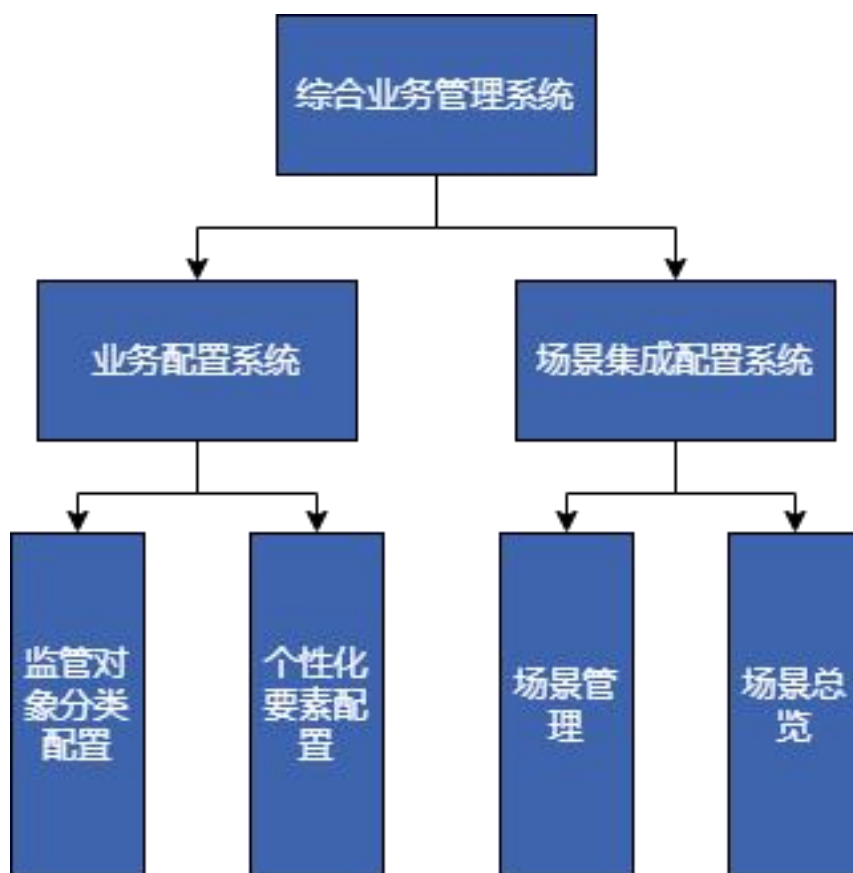 综合业务管理系统
业务配置系统
场景集成配置系统
监管对
象分类
配置
个性化
要素配
置
场景管
理
场景总
览